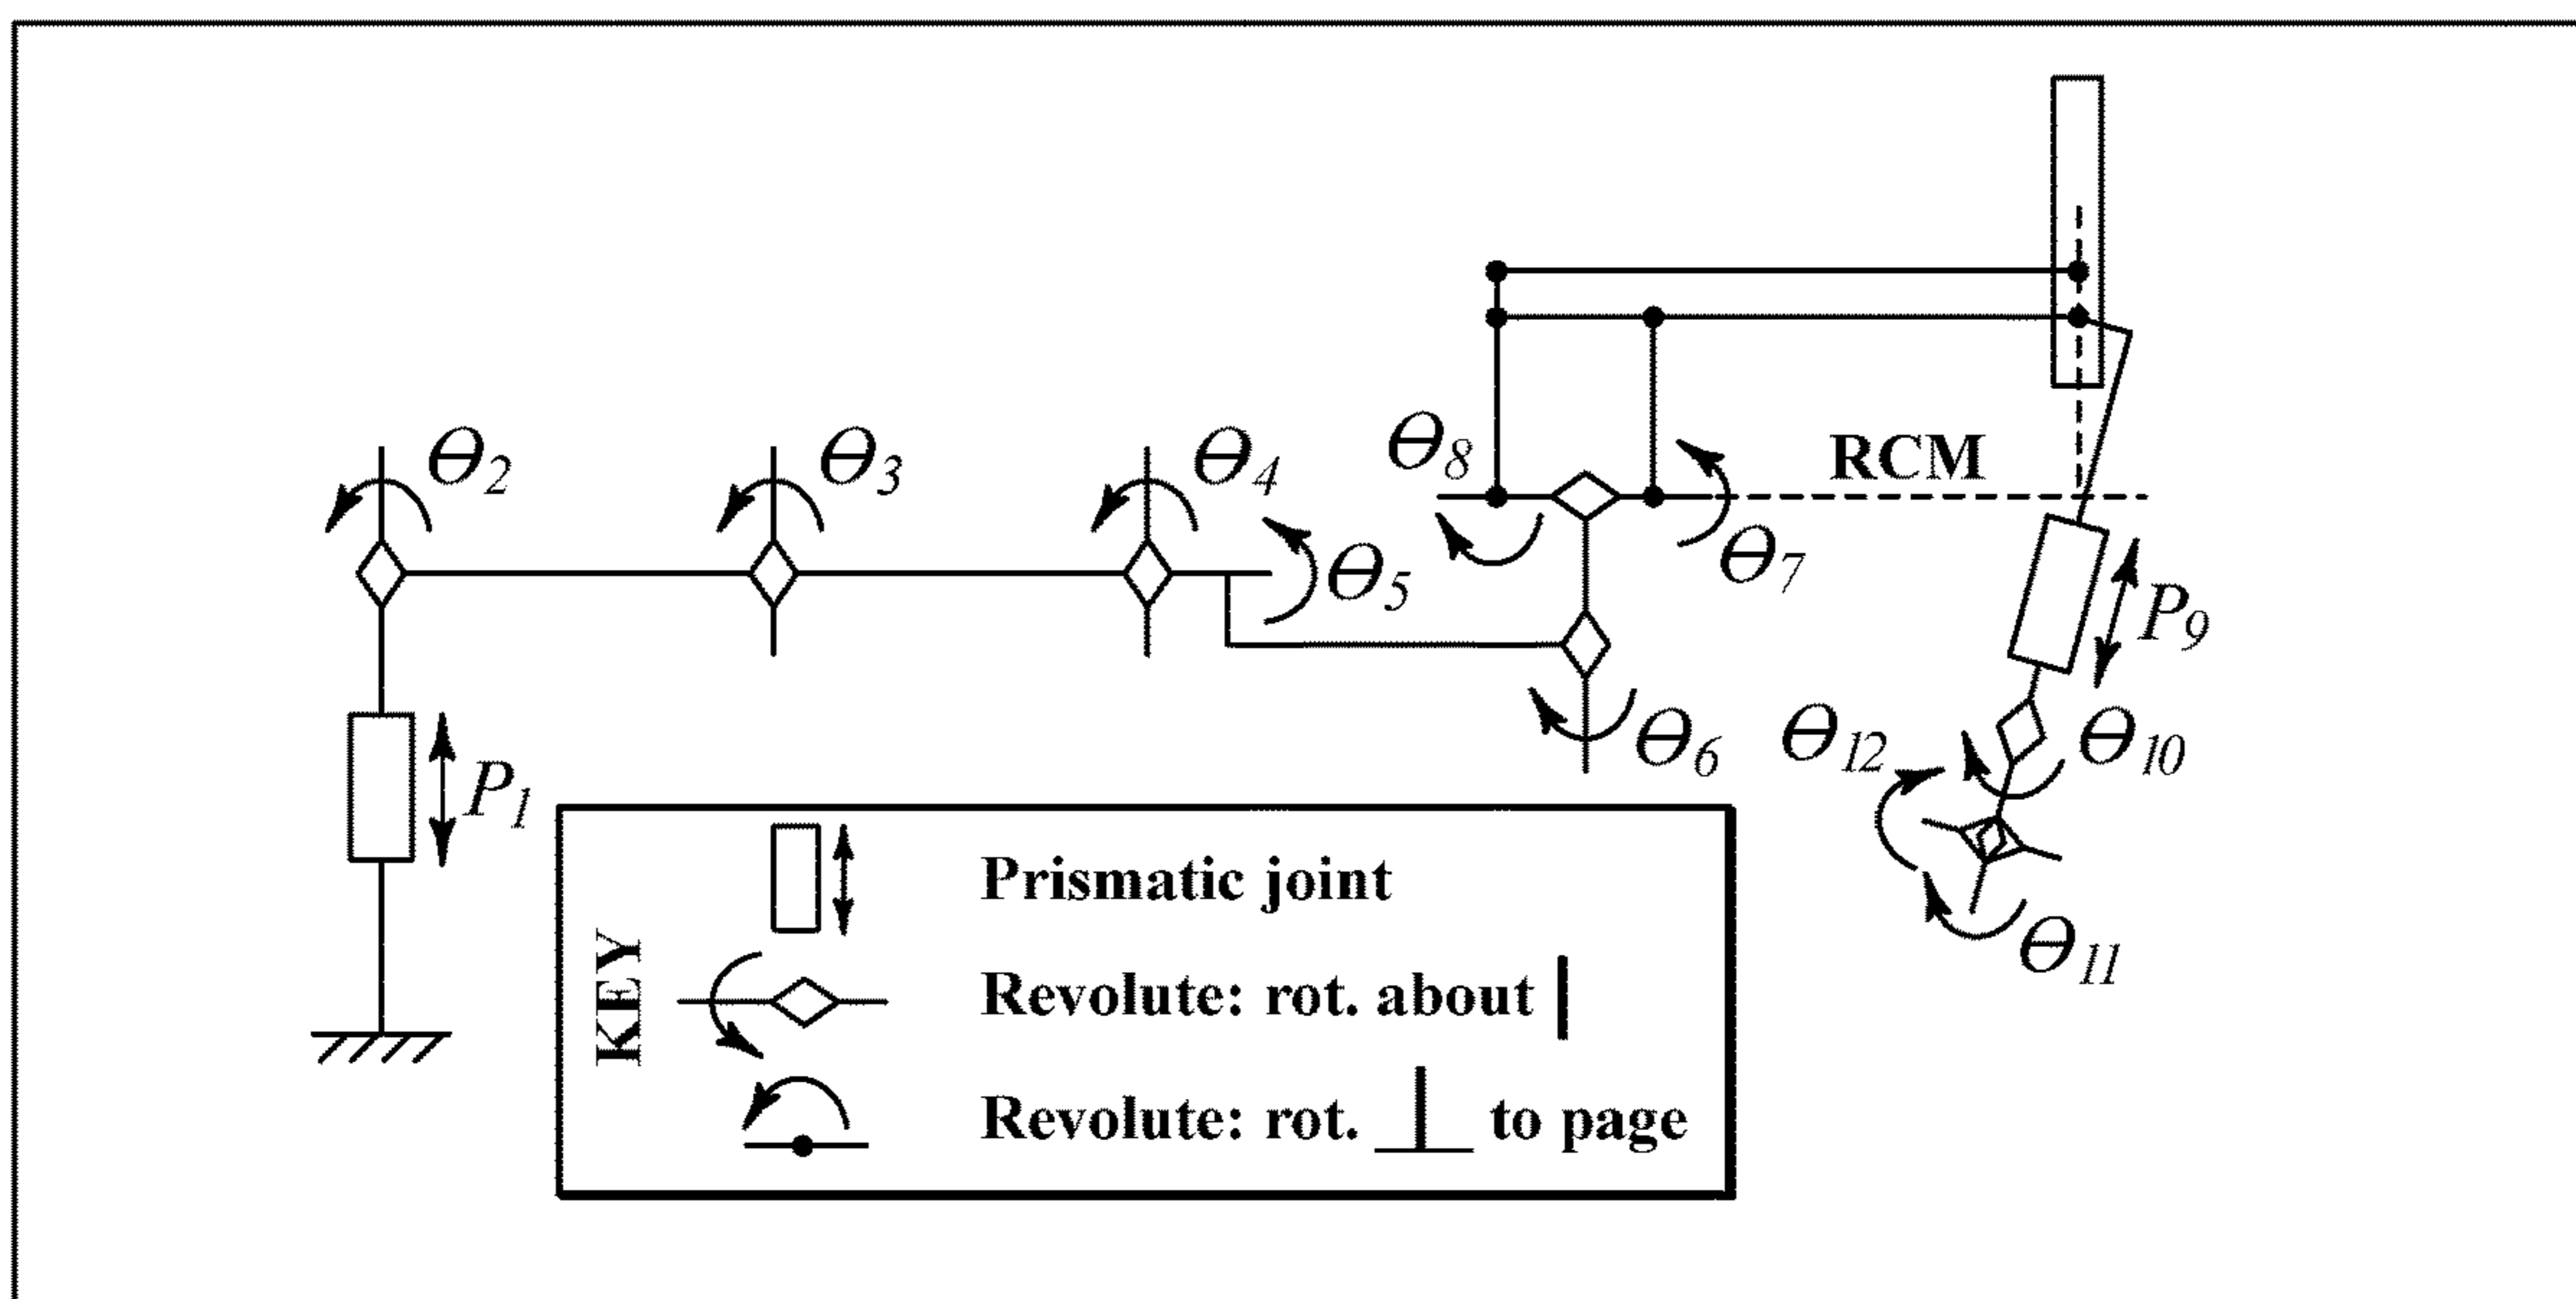 θ2
θ3
θ4
θ5
θ8
RCM
θ7
P9
θ6
θ12
θ10
θ11
P1
KEY
Prismatic joint
Revolute: rot. about
Revolute: rot. to page